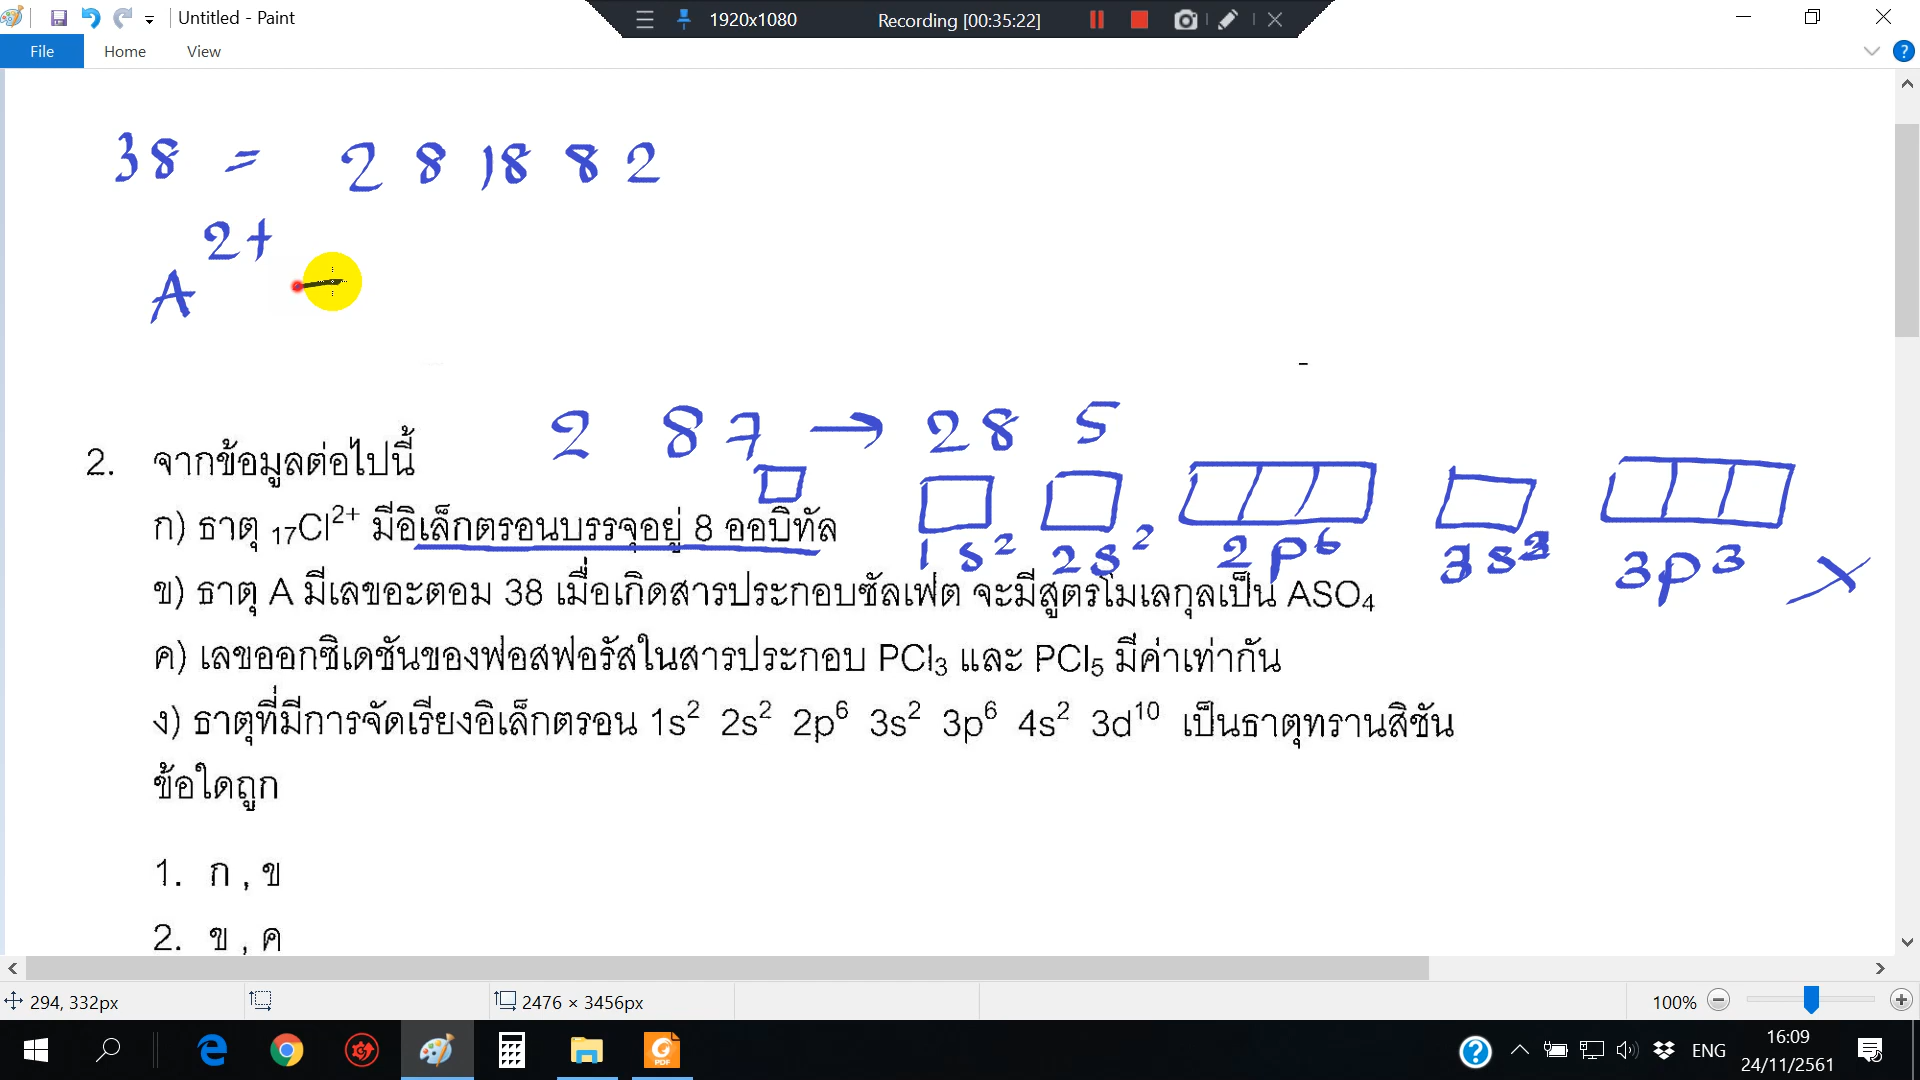 Untitled - Paint
1920x1080 Recording [00:35:22]
File Home View
38 = 2 8 18 8 2
A2+
2 8 7 → 2 8 5
2. จากข้อมูลต่อไปนี้
ก) ธาตุ 17Cl2+ มีอิเล็กตรอนบรรจุอยู่ 8 ออบิทัล
1s2 2s2 2p6 3s2 3p3 X
ข) ธาตุ A มีเลขอะตอม 38 เมื่อเกิดสารประกอบซัลเฟต จะมีสูตรโมเลกุลเป็น ASO4
ค) เลขออกซิเดชันของฟอสฟอรัสในสารประกอบ PCl3 และ PCl5 มีค่าเท่ากัน
ง) ธาตุที่มีการจัดเรียงอิเล็กตรอน 1s2 2s2 2p6 3s2 3p6 4s2 3d10 เป็นธาตุทรานสิชัน
ข้อใดถูก
1. ก , ข
2. ข , ค
294, 332px 2476 × 3456px 100%
ENG 16:09
24/11/2561